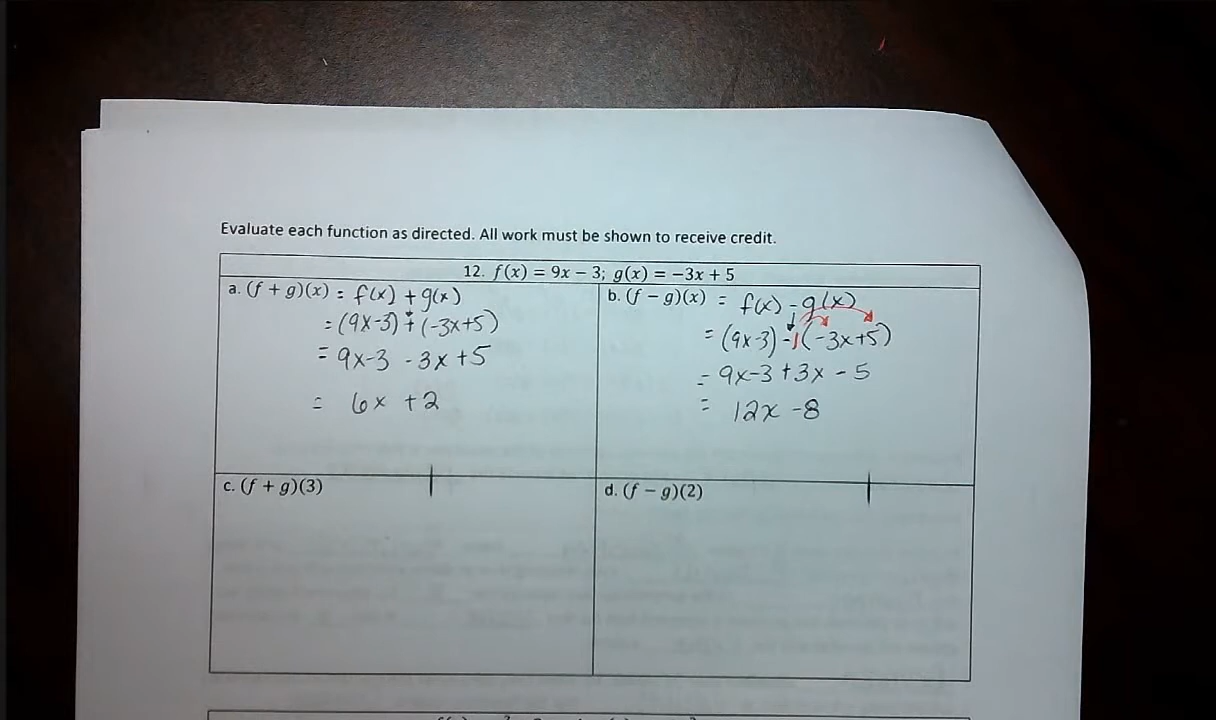 Evaluate each function as directed. All work must be shown to receive credit.
12. f(x) = 9x − 3; g(x) = −3x + 5
a. (f + g)(x) = f(x) + g(x)
= (9x-3) + (-3x+5)
= 9x-3 - 3x +5
= 6x +2
b. (f − g)(x) = f(x) - g(x)
= (9x-3) -1(-3x+5)
= 9x-3 +3x - 5
= 12x -8
c. (f + g)(3)
d. (f − g)(2)